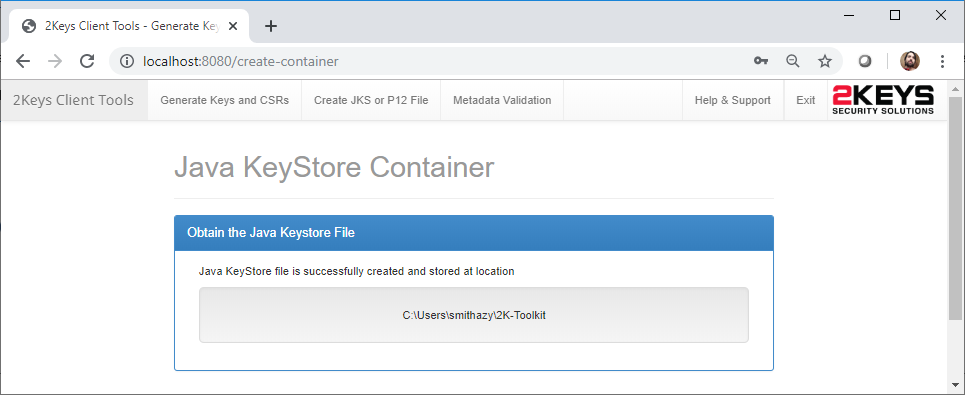 2Keys Client Tools - Generate Key
localhost:8080/create-container
2Keys Client Tools
Generate Keys and CSRs
Create JKS or P12 File
Metadata Validation
Help & Support
Exit
2KEYS
SECURITY SOLUTIONS
Java KeyStore Container
Obtain the Java Keystore File
Java KeyStore file is successfully created and stored at location
C:\Users\smithazy\2K-Toolkit